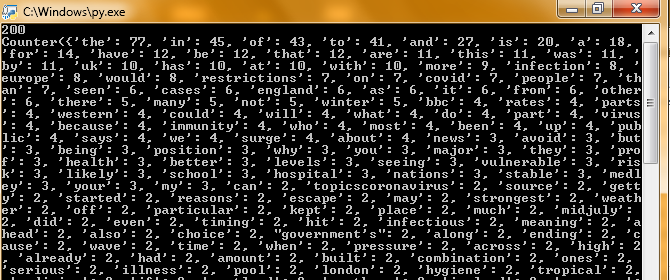 C:\Windows\py.exe
200
Counter({'the': 77, 'in': 45, 'of': 43, 'to': 41, 'and': 27, 'is': 20, 'a': 18,
'for': 14, 'have': 12, 'be': 12, 'that': 12, 'are': 11, 'this': 11, 'was': 11, '
by': 11, 'uk': 10, 'has': 10, 'at': 10, 'with': 10, 'more': 9, 'infection': 8, '
europe': 8, 'would': 8, 'restrictions': 7, 'on': 7, 'covid': 7, 'people': 7, 'th
an': 7, 'seen': 6, 'cases': 6, 'england': 6, 'as': 6, 'it': 6, 'from': 6, 'other
': 6, 'there': 5, 'many': 5, 'not': 5, 'winter': 5, 'bbc': 4, 'rates': 4, 'parts
': 4, 'western': 4, 'could': 4, 'will': 4, 'what': 4, 'do': 4, 'part': 4, 'virus
': 4, 'because': 4, 'immunity': 4, 'who': 4, 'most': 4, 'been': 4, 'up': 4, 'pub
lic': 4, 'says': 4, 'we': 4, 'surge': 4, 'about': 4, 'news': 3, 'avoid': 3, 'but
': 3, 'being': 3, 'position': 3, 'why': 3, 'you': 3, 'major': 3, 'they': 3, 'pro
f': 3, 'health': 3, 'better': 3, 'levels': 3, 'seeing': 3, 'vulnerable': 3, 'ris
k': 3, 'likely': 3, 'school': 3, 'hospital': 3, 'nations': 3, 'stable': 3, 'medl
ey': 3, 'your': 3, 'my': 3, 'can': 2, 'topicscoronavirus': 2, 'source': 2, 'gett
y': 2, 'started': 2, 'reasons': 2, 'escape': 2, 'may': 2, 'strongest': 2, 'weath
er': 2, 'off': 2, 'particular': 2, 'kept': 2, 'place': 2, 'much': 2, 'midjuly':
2, 'did': 2, 'even': 2, 'timing': 2, 'hit': 2, 'infectious': 2, 'meaning': 2, 'a
head': 2, 'also': 2, 'choice': 2, "government's": 2, 'along': 2, 'ending': 2, 'c
ause': 2, 'wave': 2, 'time': 2, 'when': 2, 'pressure': 2, 'across': 2, 'high': 2
, 'already': 2, 'had': 2, 'amount': 2, 'built': 2, 'combination': 2, 'ones': 2,
'serious': 2, 'illness': 2, 'pool': 2, 'london': 2, 'hygiene': 2, 'tropical': 2,